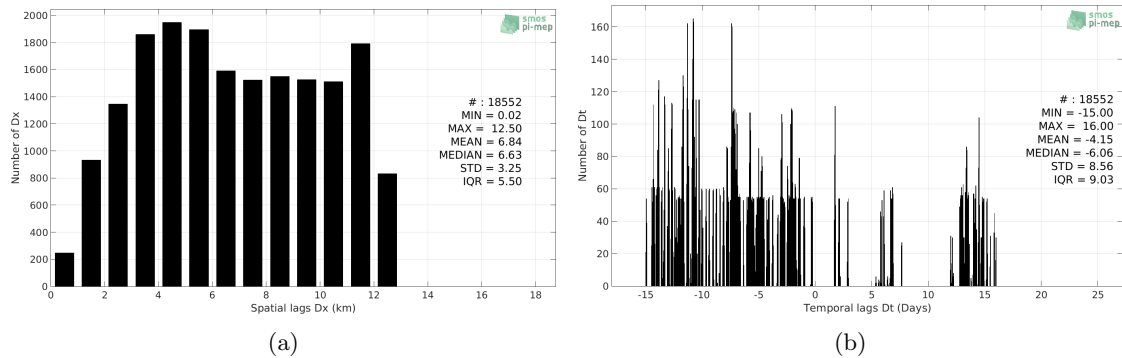 2000
1800
1600
1400
1200
1000
800
600
400
200
0
Number of Dx
smos
pi-mep
# : 18552
MIN = 0.02
MAX = 12.50
MEAN = 6.84
MEDIAN = 6.63
STD = 3.25
IQR = 5.50
0 2 4 6 8 10 12 14 16 18
Spatial lags Dx (km)
(a)
160
140
120
100
80
60
40
20
0
Number of Dt
smos
pi-mep
# : 18552
MIN = -15.00
MAX = 16.00
MEAN = -4.15
MEDIAN = -6.06
STD = 8.56
IQR = 9.03
-15 -10 -5 0 5 10 15 20 25
Temporal lags Dt (Days)
(b)